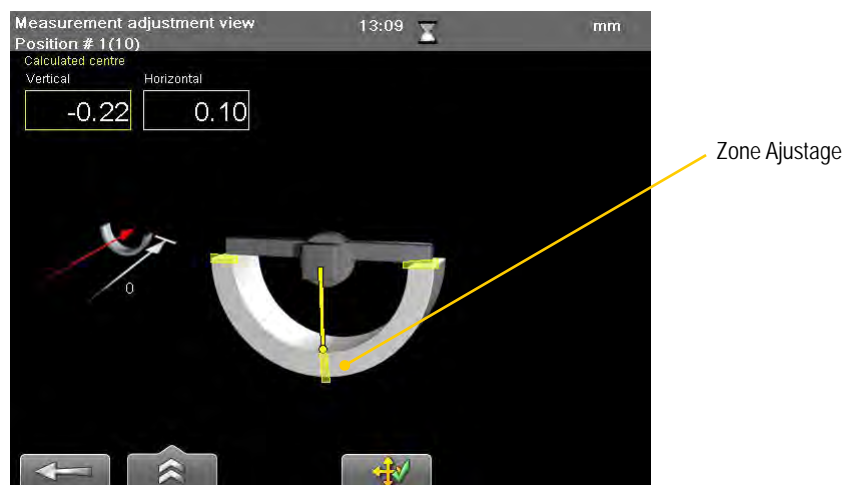 Measurement adjustment view 13:09 mm
Position # 1(10)
Calculated centre
Vertical Horizontal
-0.22 0.10
Zone Ajustage
0